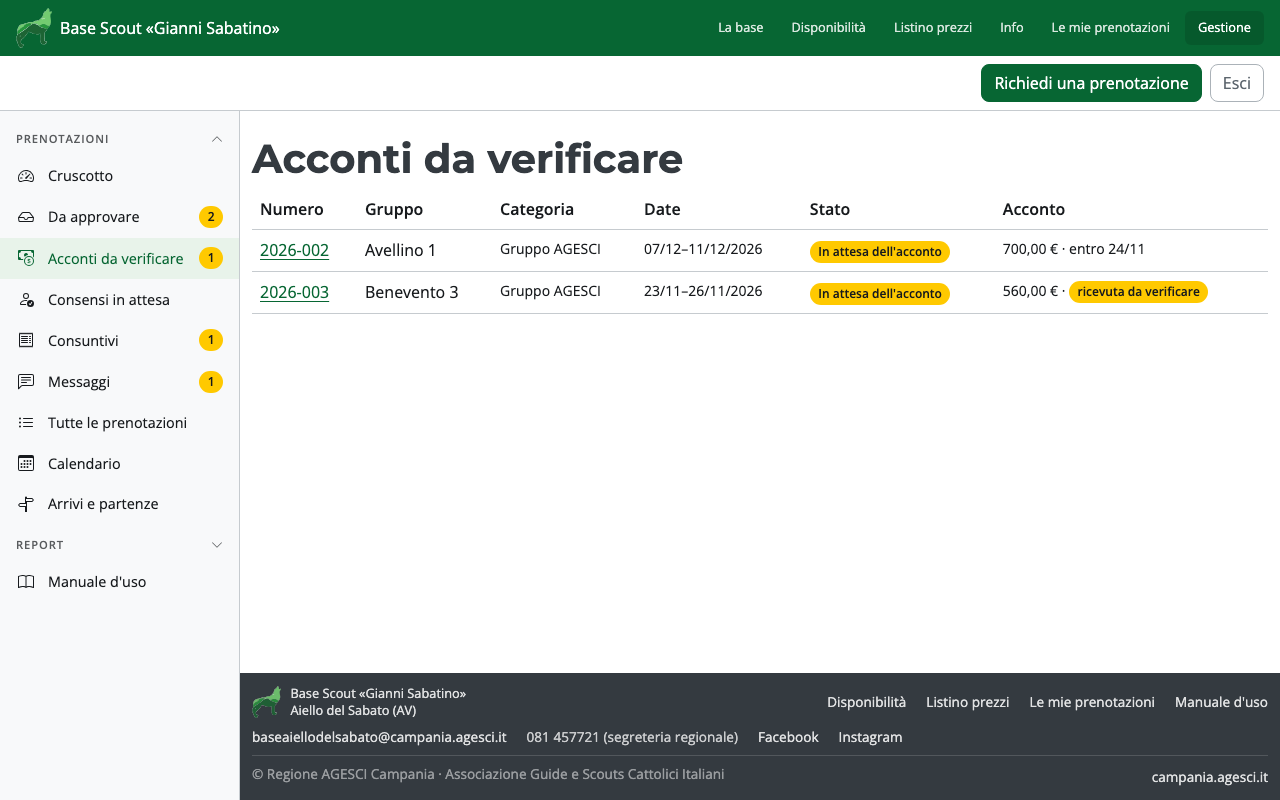 Base Scout «Gianni Sabatino»
La base
Disponibilità
Listino prezzi
Info
Le mie prenotazioni
Gestione
Richiedi una prenotazione
Esci
PRENOTAZIONI
Cruscotto
Da approvare 2
Acconti da verificare 1
Consensi in attesa
Consuntivi 1
Messaggi 1
Tutte le prenotazioni
Calendario
Arrivi e partenze
REPORT
Manuale d'uso
Acconti da verificare
Numero Gruppo Categoria Date Stato Acconto
2026-002 Avellino 1 Gruppo AGESCI 07/12–11/12/2026 In attesa dell'acconto 700,00 € · entro 24/11
2026-003 Benevento 3 Gruppo AGESCI 23/11–26/11/2026 In attesa dell'acconto 560,00 € · ricevuta da verificare
Base Scout «Gianni Sabatino»
Aiello del Sabato (AV)
Disponibilità
Listino prezzi
Le mie prenotazioni
Manuale d'uso
baseaiellodelsabato@campania.agesci.it
081 457721 (segreteria regionale)
Facebook
Instagram
© Regione AGESCI Campania · Associazione Guide e Scouts Cattolici Italiani
campania.agesci.it